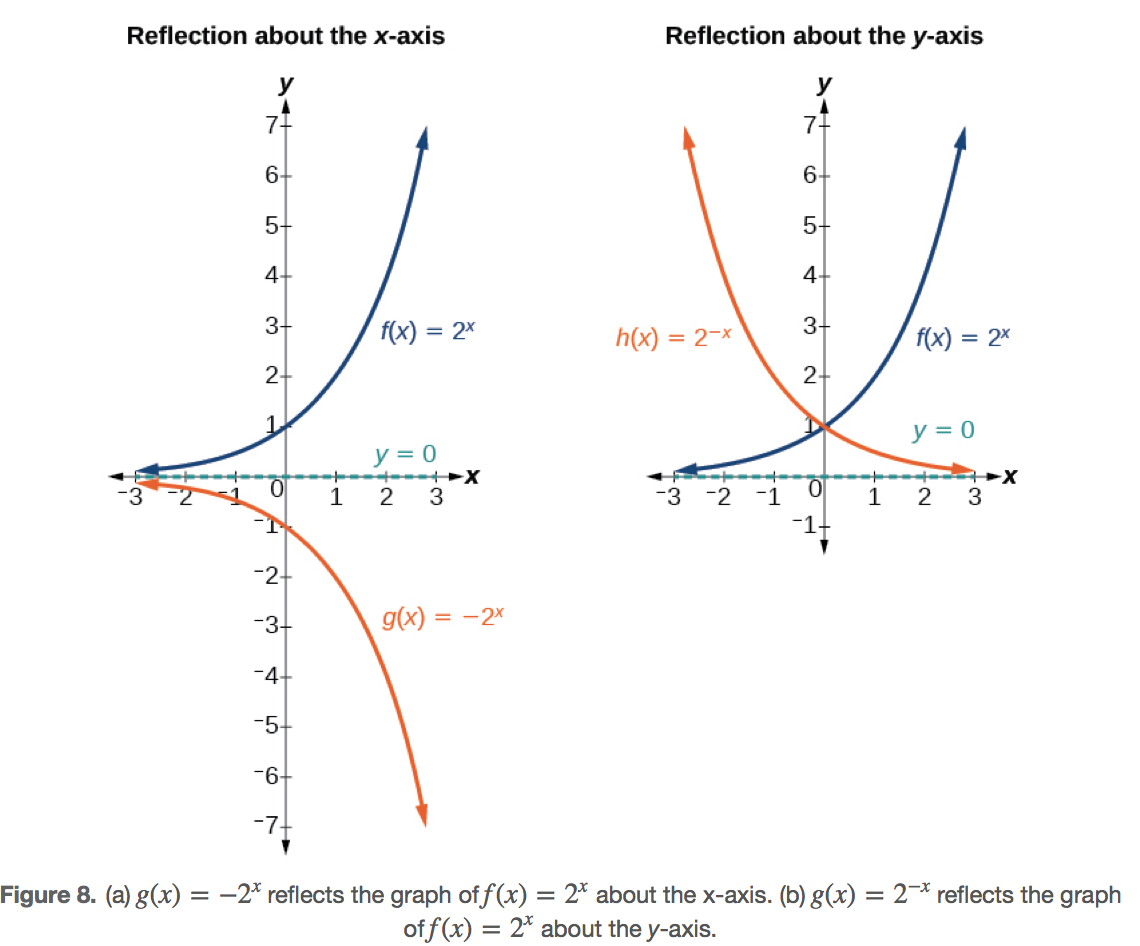 Reflection about the x-axis
y
7
6
5
4
3
f(x) = 2ˣ
2
1
y = 0
x
−3 −2 −1 0 1 2 3
−1
−2
−3
g(x) = −2ˣ
−4
−5
−6
−7
Reflection about the y-axis
y
7
6
5
4
3
h(x) = 2⁻ˣ
f(x) = 2ˣ
2
1
y = 0
x
−3 −2 −1 0 1 2 3
−1
Figure 8. (a) g(x) = −2ˣ reflects the graph of f(x) = 2ˣ about the x-axis. (b) g(x) = 2⁻ˣ reflects the graph
of f(x) = 2ˣ about the y-axis.